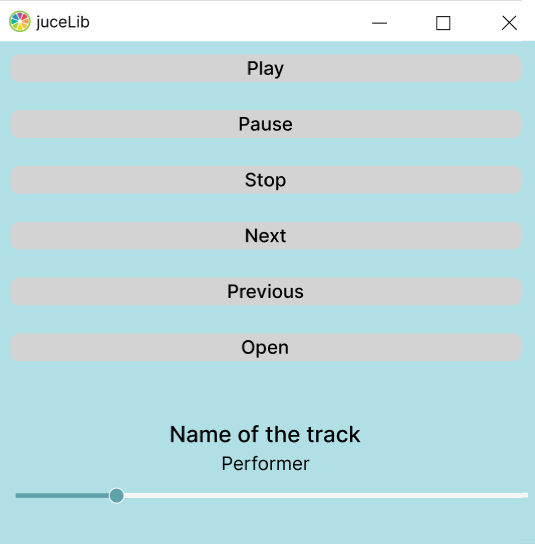 juceLib
Play
Pause
Stop
Next
Previous
Open
Name of the track
Performer